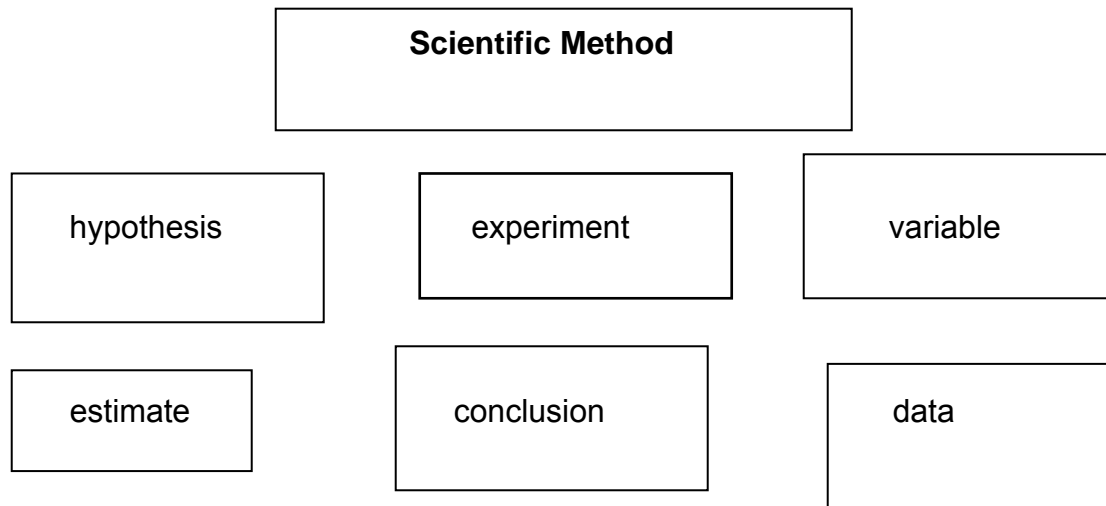 Scientific Method
hypothesis
experiment
variable
estimate
conclusion
data